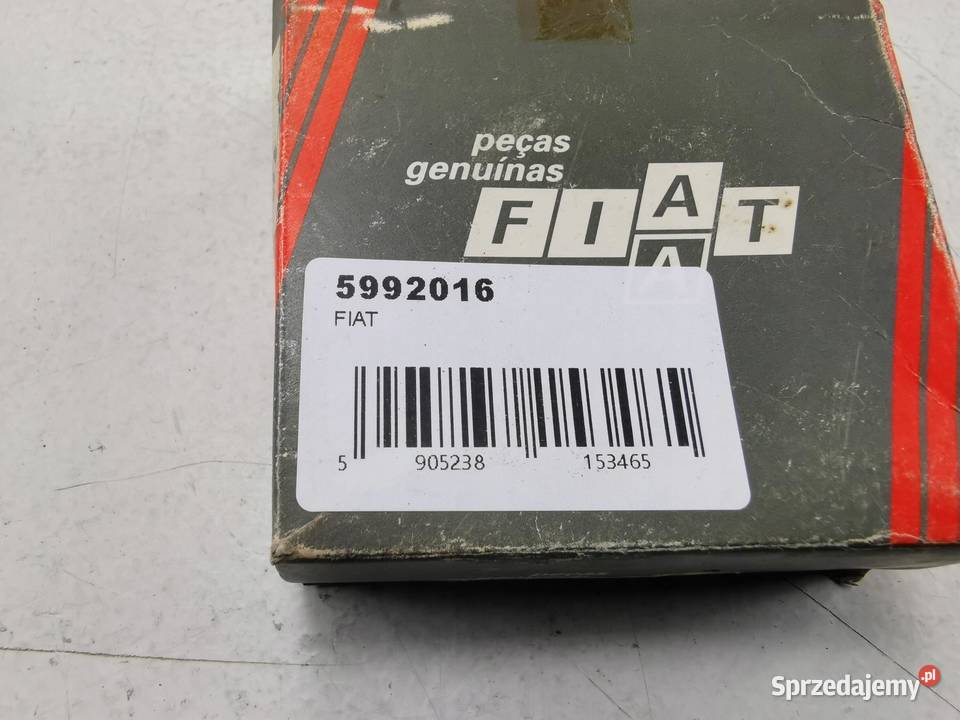 peças
genuínas
FIAT
A
5992016
FIAT
5 905238 153465
Sprzedajemy.pl